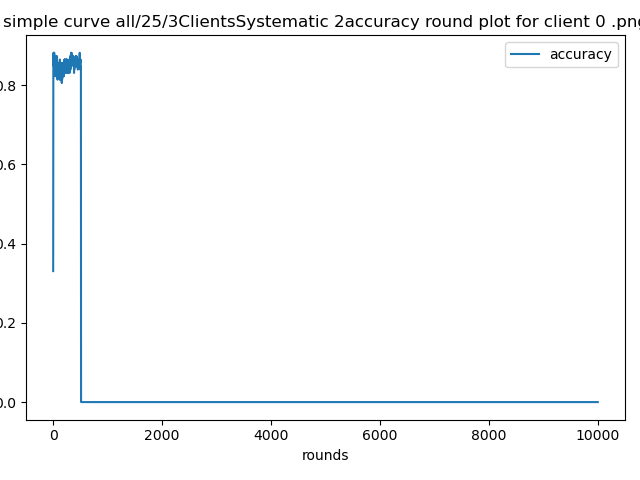 simple curve all/25/3ClientsSystematic 2accuracy round plot for client 0 .png
accuracy
0.8
0.6
0.4
0.2
0.0
0 2000 4000 6000 8000 10000
rounds